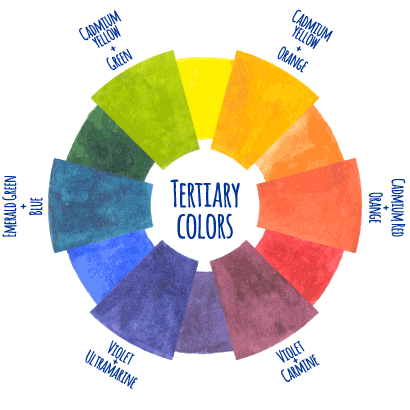 CADMIUM
YELLOW
+
GREEN
CADMIUM
YELLOW
+
ORANGE
EMERALD GREEN
+
BLUE
TERTIARY
COLORS
CADMIUM RED
+
ORANGE
VIOLET
+
ULTRAMARINE
VIOLET
+
CARMINE